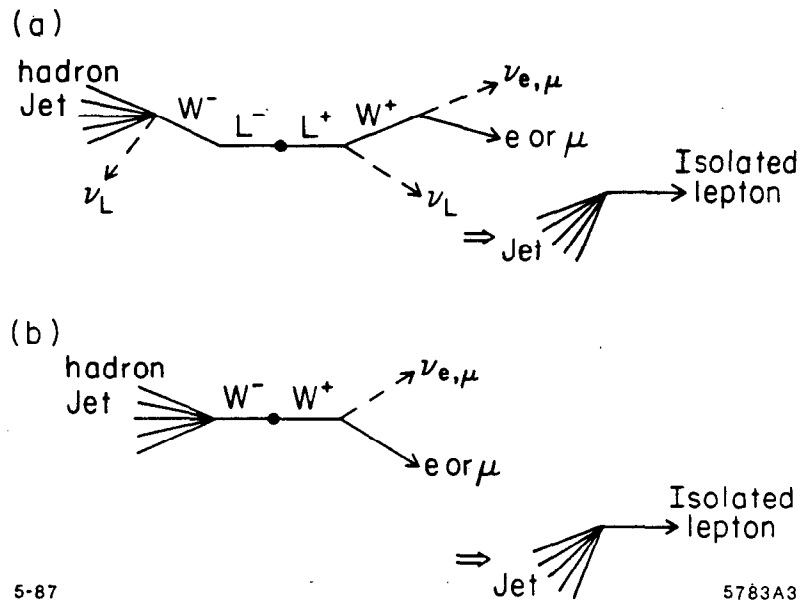 (a)
hadron
Jet
W⁻
L⁻
L⁺
W⁺
ν_e,μ
e or μ
ν_L
ν_L
Isolated
lepton
⇒ Jet
(b)
hadron
Jet
W⁻
W⁺
ν_e,μ
e or μ
Isolated
lepton
⇒ Jet
5-87
5783A3